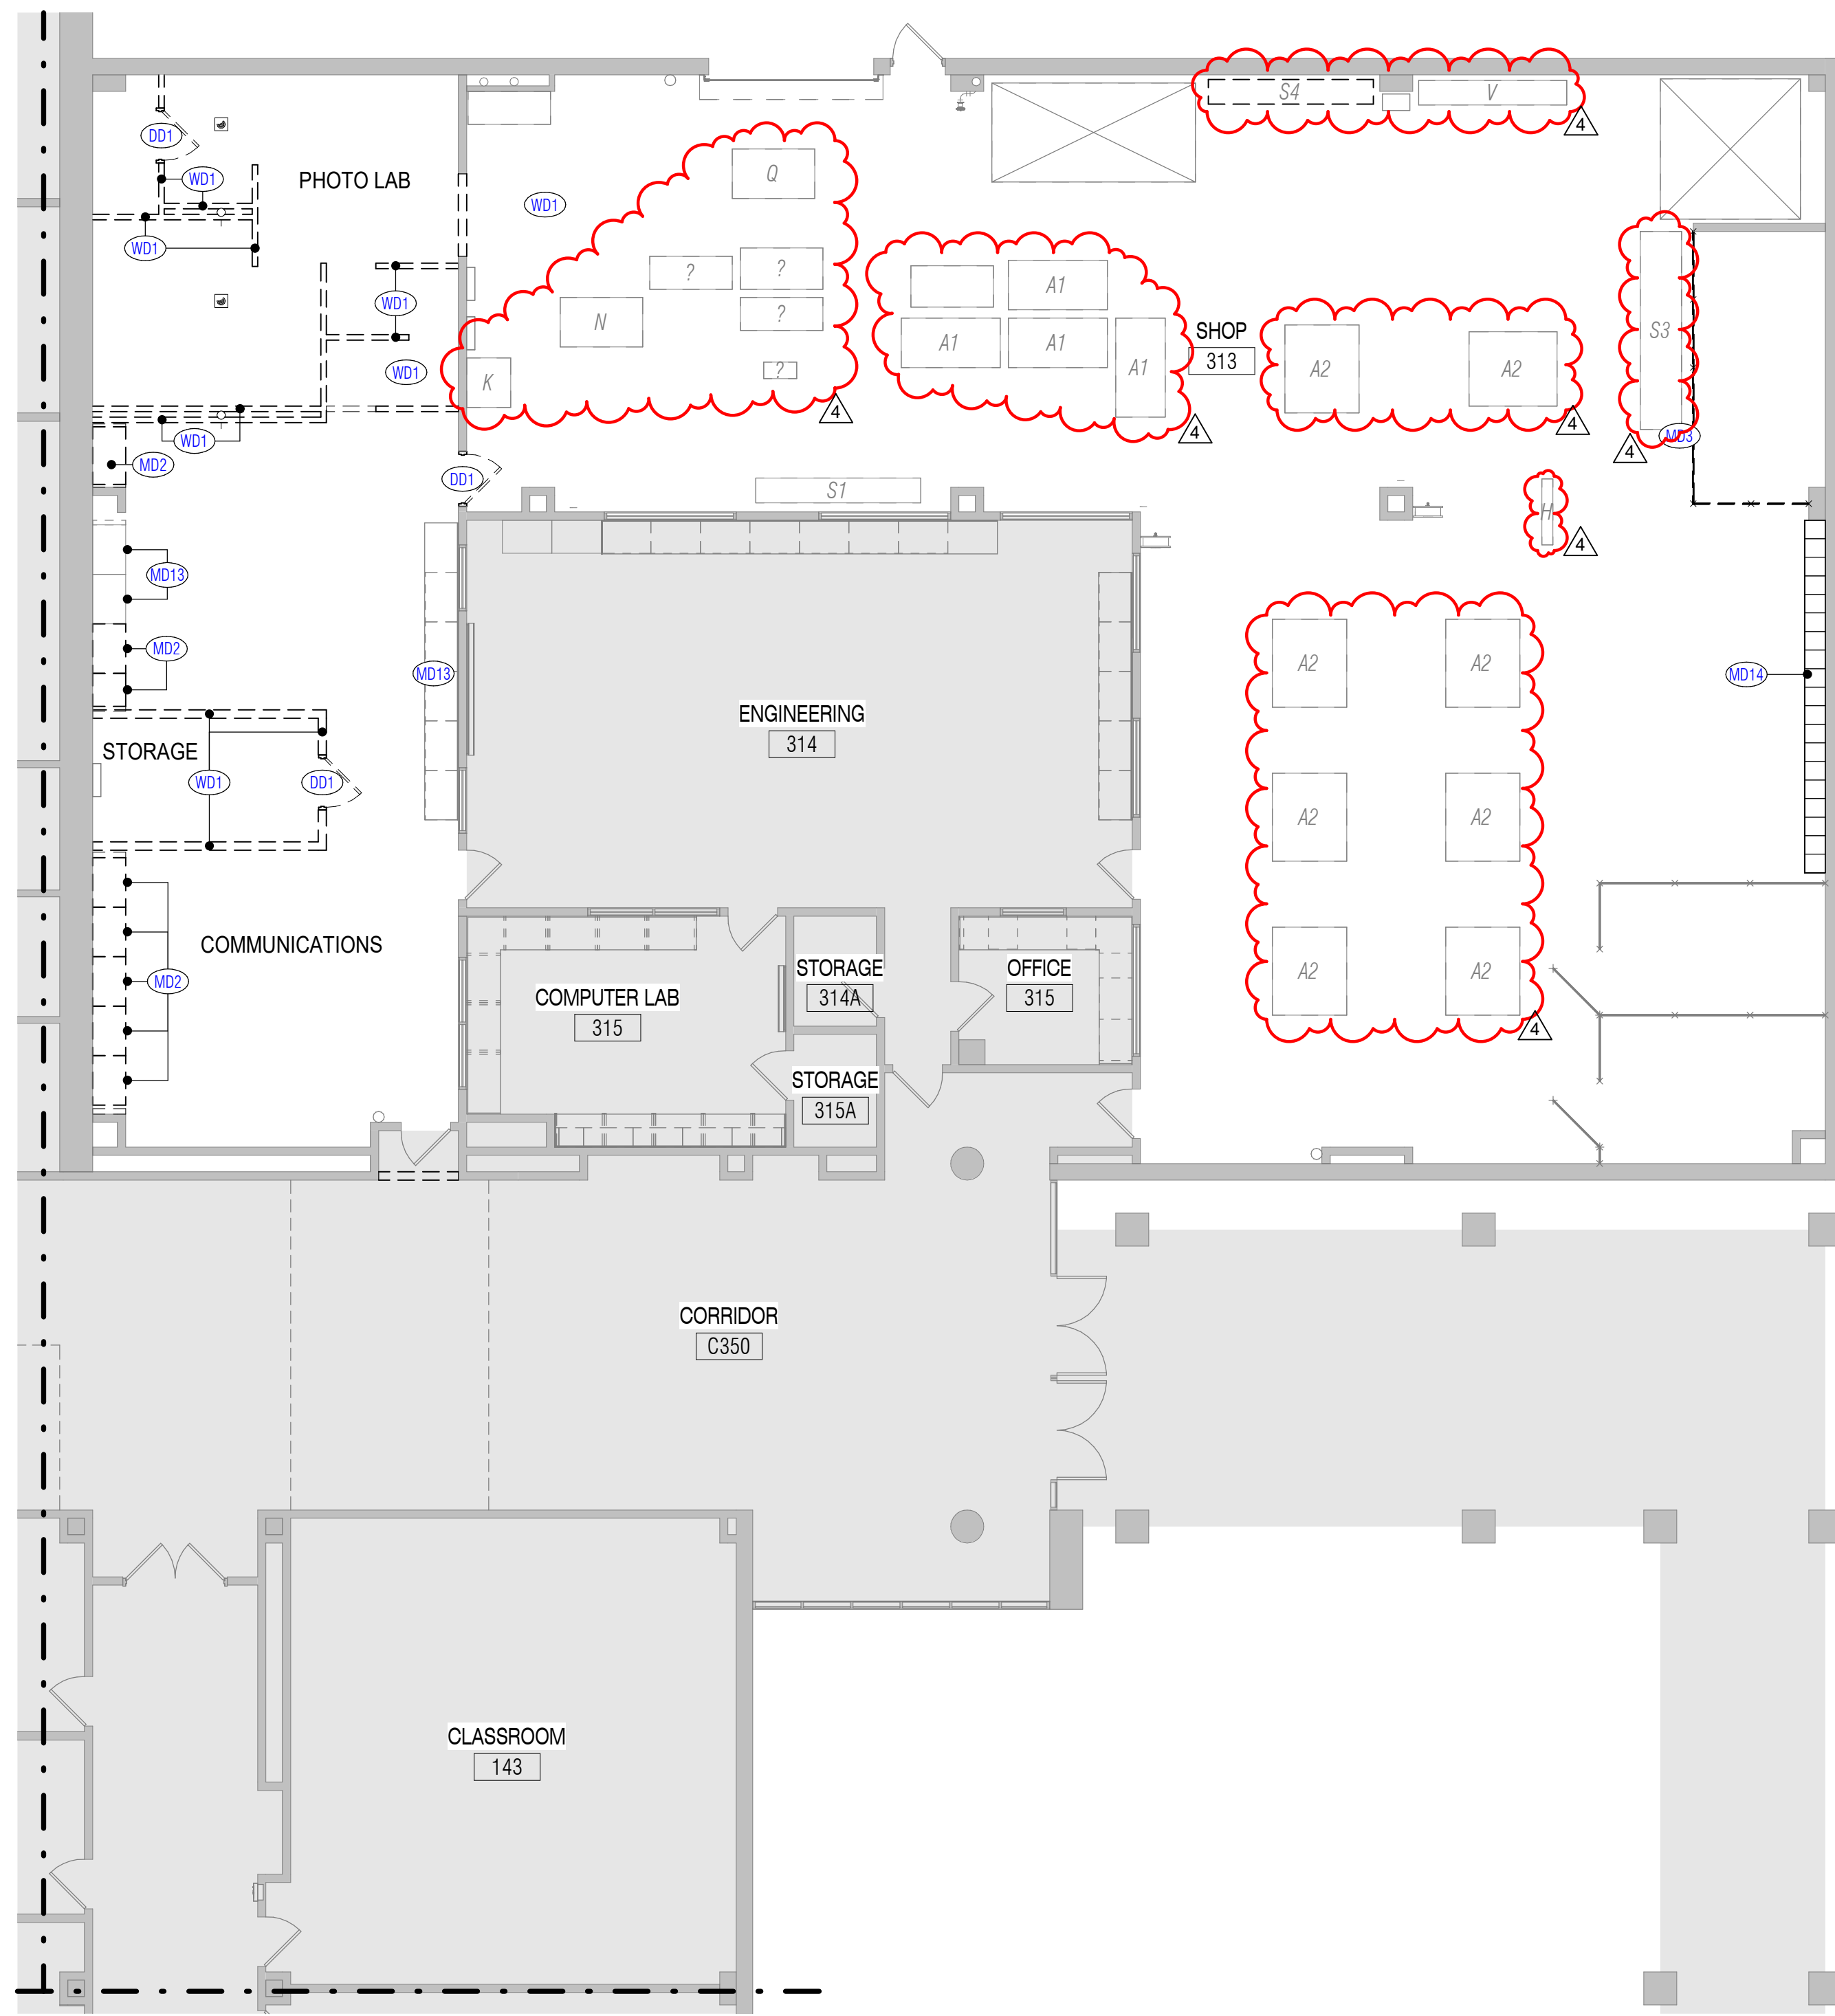 S4
V
4
DD1
Q
PHOTO LAB
WD1
WD1
WD1
?
?
A1
WD1
?
N
S3
SHOP
313
A1
A1
A1
A2
A2
?
WD1
K
4
4
4
MD3
4
WD1
MD2
DD1
S1
H
4
MD13
MD2
A2
A2
MD13
MD14
ENGINEERING
314
STORAGE
WD1
DD1
A2
A2
COMMUNICATIONS
STORAGE
314A
OFFICE
315
A2
A2
MD2
COMPUTER LAB
315
4
STORAGE
315A
CORRIDOR
C350
CLASSROOM
143